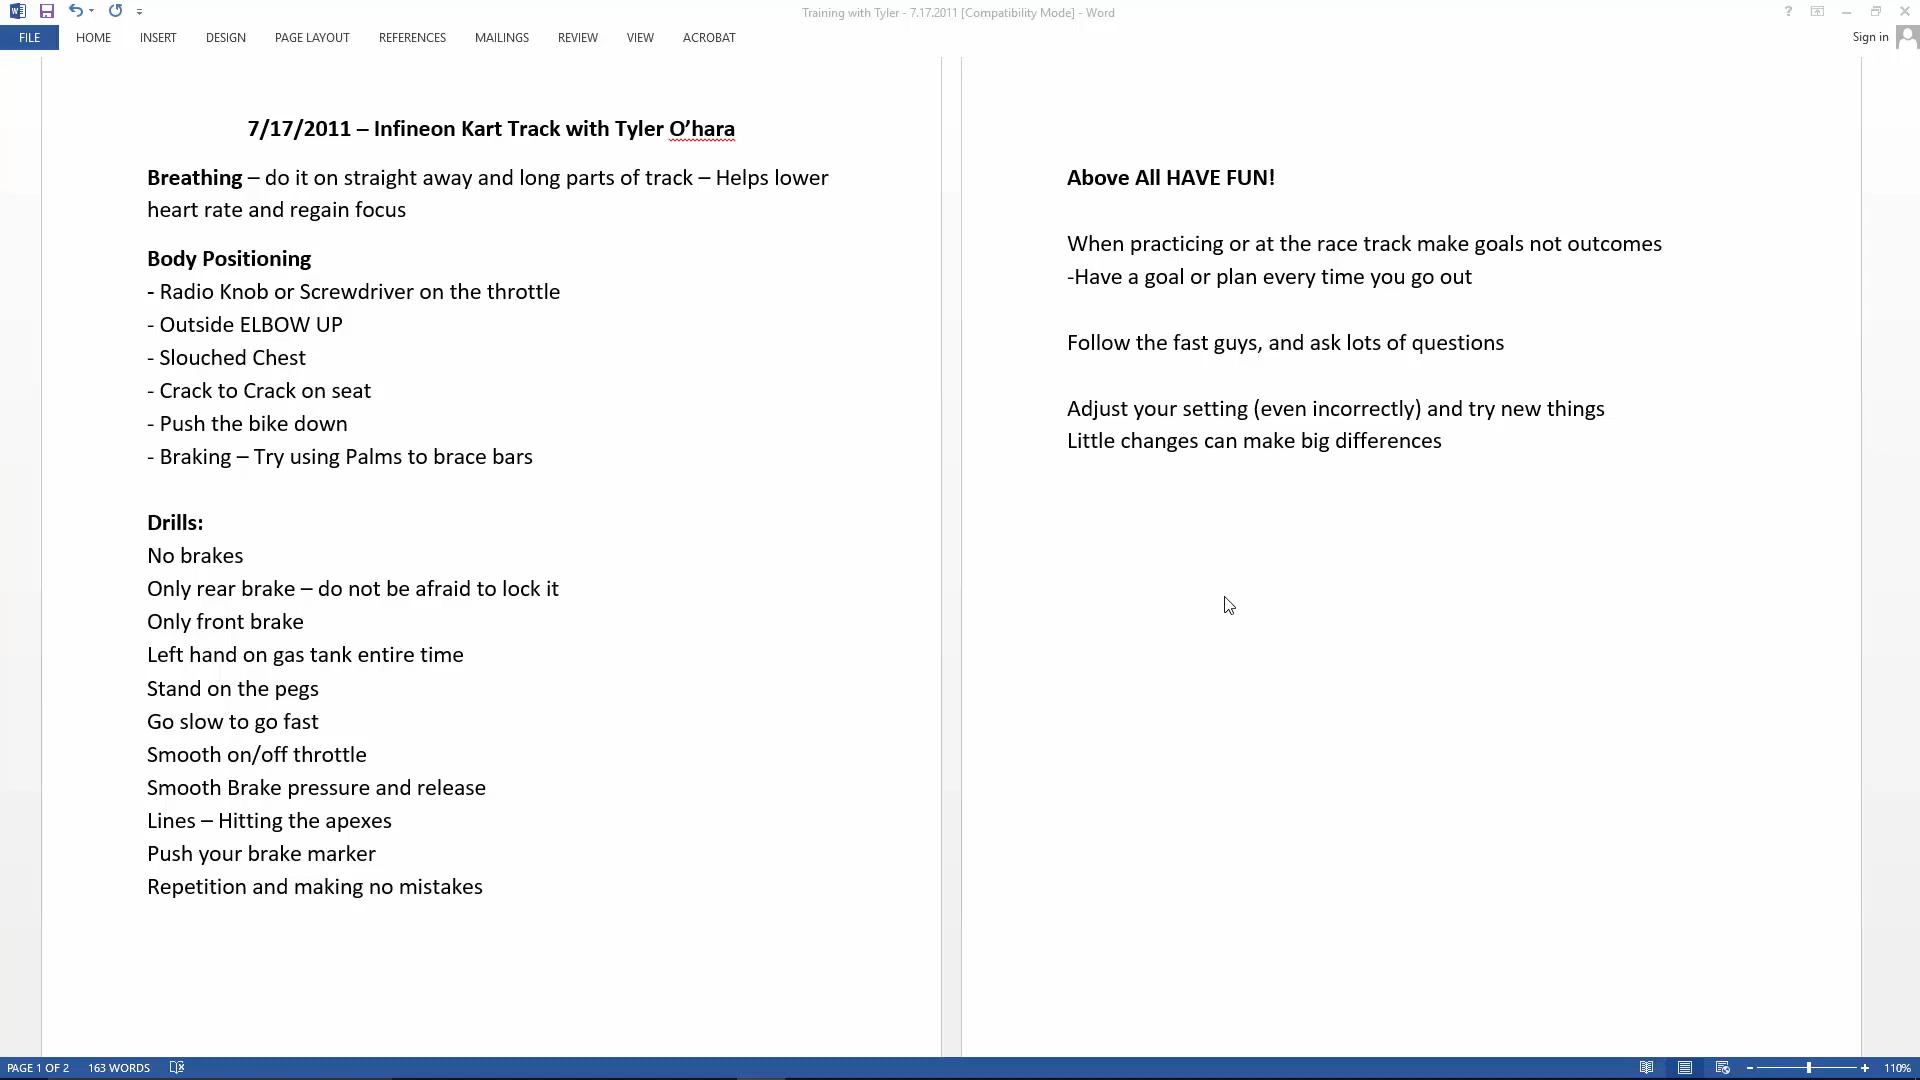 Training with Tyler - 7.17.2011 [Compatibility Mode] - Word
FILE HOME INSERT DESIGN PAGE LAYOUT REFERENCES MAILINGS REVIEW VIEW ACROBAT Sign in
7/17/2011 – Infineon Kart Track with Tyler O’hara
Breathing – do it on straight away and long parts of track – Helps lower
heart rate and regain focus
Body Positioning
- Radio Knob or Screwdriver on the throttle
- Outside ELBOW UP
- Slouched Chest
- Crack to Crack on seat
- Push the bike down
- Braking – Try using Palms to brace bars
Drills:
No brakes
Only rear brake – do not be afraid to lock it
Only front brake
Left hand on gas tank entire time
Stand on the pegs
Go slow to go fast
Smooth on/off throttle
Smooth Brake pressure and release
Lines – Hitting the apexes
Push your brake marker
Repetition and making no mistakes
Above All HAVE FUN!
When practicing or at the race track make goals not outcomes
-Have a goal or plan every time you go out
Follow the fast guys, and ask lots of questions
Adjust your setting (even incorrectly) and try new things
Little changes can make big differences
PAGE 1 OF 2 163 WORDS 110%